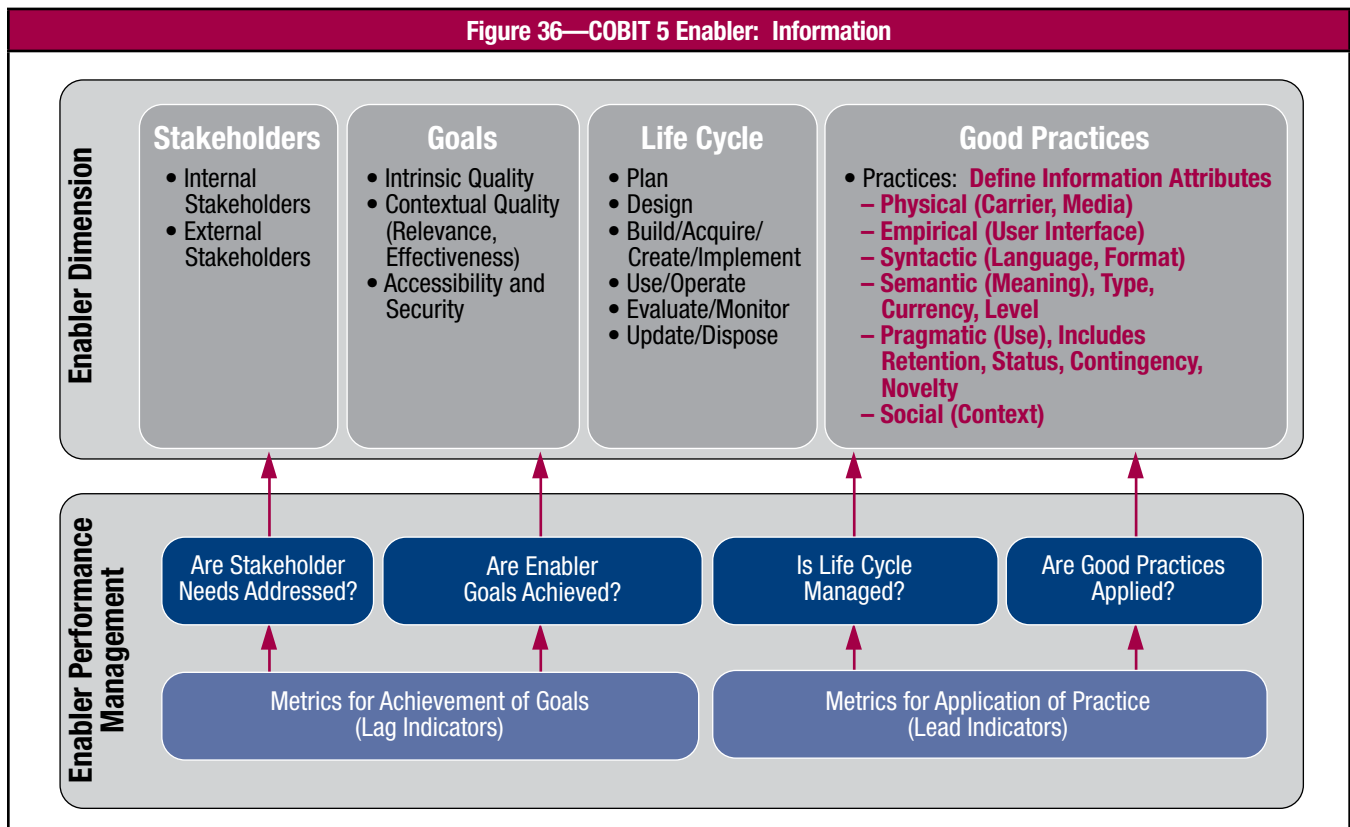 Figure 36—COBIT 5 Enabler: Information
Enabler Dimension
Stakeholders
• Internal
Stakeholders
• External
Stakeholders
Goals
• Intrinsic Quality
• Contextual Quality
(Relevance,
Effectiveness)
• Accessibility and
Security
Life Cycle
• Plan
• Design
• Build/Acquire/
Create/Implement
• Use/Operate
• Evaluate/Monitor
• Update/Dispose
Good Practices
• Practices: Define Information Attributes
– Physical (Carrier, Media)
– Empirical (User Interface)
– Syntactic (Language, Format)
– Semantic (Meaning), Type,
Currency, Level
– Pragmatic (Use), Includes
Retention, Status, Contingency,
Novelty
– Social (Context)
Enabler Performance
Management
Are Stakeholder
Needs Addressed?
Are Enabler
Goals Achieved?
Is Life Cycle
Managed?
Are Good Practices
Applied?
Metrics for Achievement of Goals
(Lag Indicators)
Metrics for Application of Practice
(Lead Indicators)